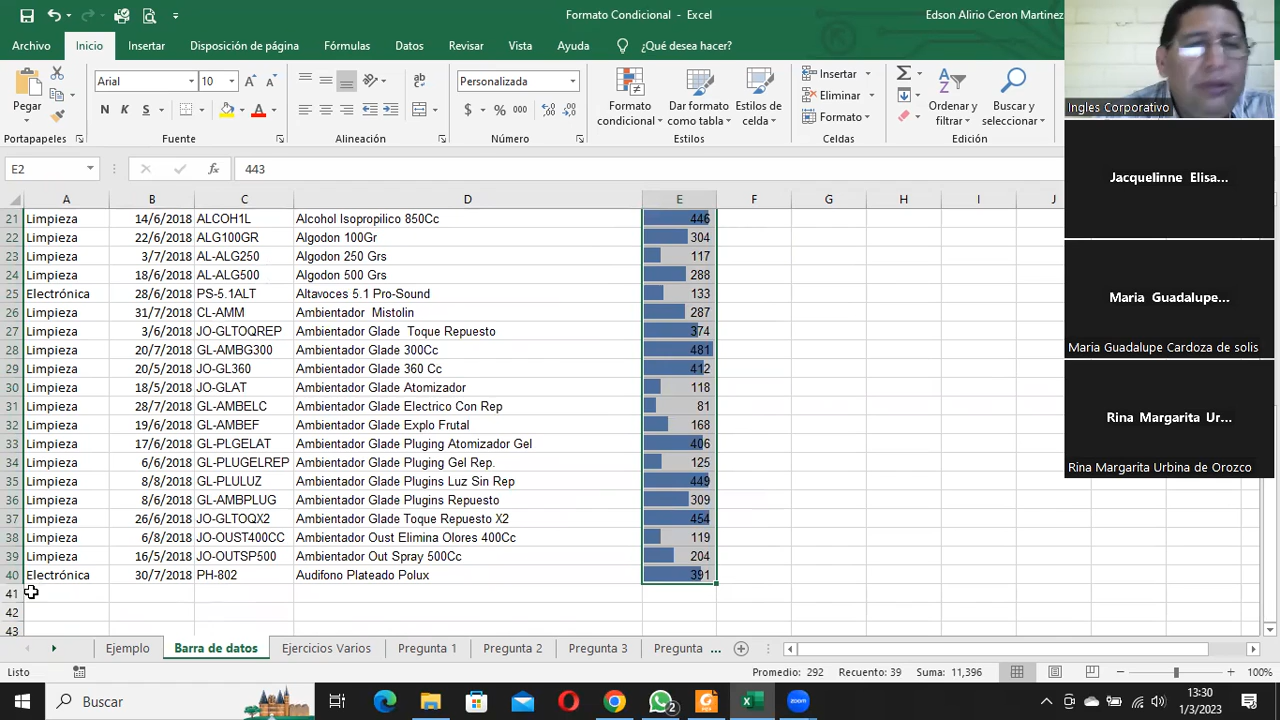 Formato Condicional - Excel
Edson Alirio Ceron Martinez
Archivo Inicio Insertar Disposición de página Fórmulas Datos Revisar Vista Ayuda ¿Qué desea hacer?
Pegar
Arial 10
N K S
Personalizada
$ % 000
Formato condicional
Dar formato como tabla
Estilos de celda
Insertar
Eliminar
Formato
Ordenar y filtrar
Buscar y seleccionar
Portapapeles Fuente Alineación Número Estilos Celdas Edición
E2 fx 443
A B C D E F G H I J
21 Limpieza 14/6/2018 ALCOH1L Alcohol Isopropilico 850Cc 446
22 Limpieza 22/6/2018 ALG100GR Algodon 100Gr 304
23 Limpieza 3/7/2018 AL-ALG250 Algodon 250 Grs 117
24 Limpieza 18/6/2018 AL-ALG500 Algodon 500 Grs 288
25 Electrónica 28/6/2018 PS-5.1ALT Altavoces 5.1 Pro-Sound 133
26 Limpieza 31/7/2018 CL-AMM Ambientador Mistolin 287
27 Limpieza 3/6/2018 JO-GLTOQREP Ambientador Glade Toque Repuesto 374
28 Limpieza 20/7/2018 GL-AMBG300 Ambientador Glade 300Cc 481
29 Limpieza 20/5/2018 JO-GL360 Ambientador Glade 360 Cc 412
30 Limpieza 18/5/2018 JO-GLAT Ambientador Glade Atomizador 118
31 Limpieza 28/7/2018 GL-AMBELC Ambientador Glade Electrico Con Rep 81
32 Limpieza 19/6/2018 GL-AMBEF Ambientador Glade Explo Frutal 168
33 Limpieza 17/6/2018 GL-PLGELAT Ambientador Glade Pluging Atomizador Gel 406
34 Limpieza 6/6/2018 GL-PLUGELREP Ambientador Glade Pluging Gel Rep. 125
35 Limpieza 8/8/2018 GL-PLULUZ Ambientador Glade Plugins Luz Sin Rep 449
36 Limpieza 8/6/2018 GL-AMBPLUG Ambientador Glade Plugins Repuesto 309
37 Limpieza 26/6/2018 JO-GLTOQX2 Ambientador Glade Toque Repuesto X2 454
38 Limpieza 6/8/2018 JO-OUST400CC Ambientador Oust Elimina Olores 400Cc 119
39 Limpieza 16/5/2018 JO-OUTSP500 Ambientador Out Spray 500Cc 204
40 Electrónica 30/7/2018 PH-802 Audifono Plateado Polux 391
41
42
43
Ejemplo Barra de datos Ejercicios Varios Pregunta 1 Pregunta 2 Pregunta 3 Pregunta ...
Listo Promedio: 292 Recuento: 39 Suma: 11,396 100%
Buscar
2
13:30
1/3/2023
Ingles Corporativo
Jacquelinne Elisa...
Maria Guadalupe...
Maria Guadalupe Cardoza de solis
Rina Margarita Ur...
Rina Margarita Urbina de Orozco